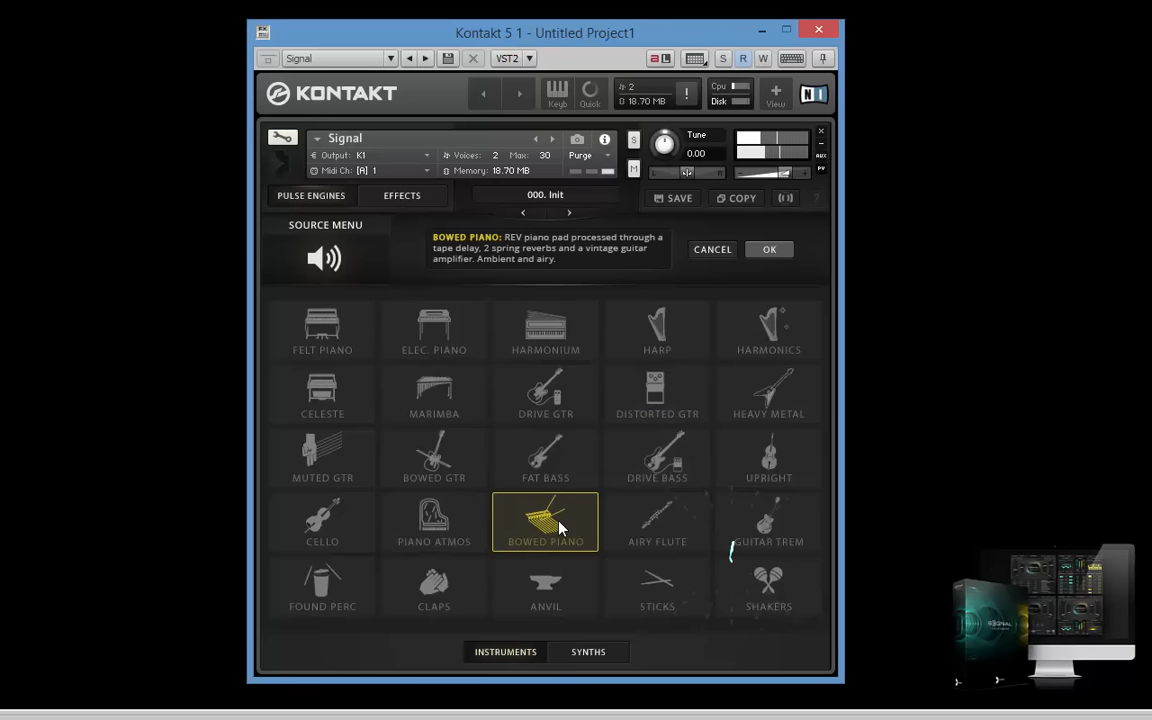 Kontakt 5 1 - Untitled Project1
Signal
VST2
S
R
W
KONTAKT
Keyb
Quick
2
18.70 MB
!
Cpu
Disk
View
NI
Signal
Output: K1
Voices: 2 Max: 30
Purge
Midi Ch: [A] 1
Memory: 18.70 MB
S
M
Tune
0.00
L
R
AUX
PV
PULSE ENGINES
EFFECTS
000. Init
SAVE
COPY
?
SOURCE MENU
BOWED PIANO: REV piano pad processed through a
tape delay, 2 spring reverbs and a vintage guitar
amplifier. Ambient and airy.
CANCEL
OK
FELT PIANO
ELEC. PIANO
HARMONIUM
HARP
HARMONICS
CELESTE
MARIMBA
DRIVE GTR
DISTORTED GTR
HEAVY METAL
MUTED GTR
BOWED GTR
FAT BASS
DRIVE BASS
UPRIGHT
CELLO
PIANO ATMOS
BOWED PIANO
AIRY FLUTE
GUITAR TREM
FOUND PERC
CLAPS
ANVIL
STICKS
SHAKERS
INSTRUMENTS
SYNTHS